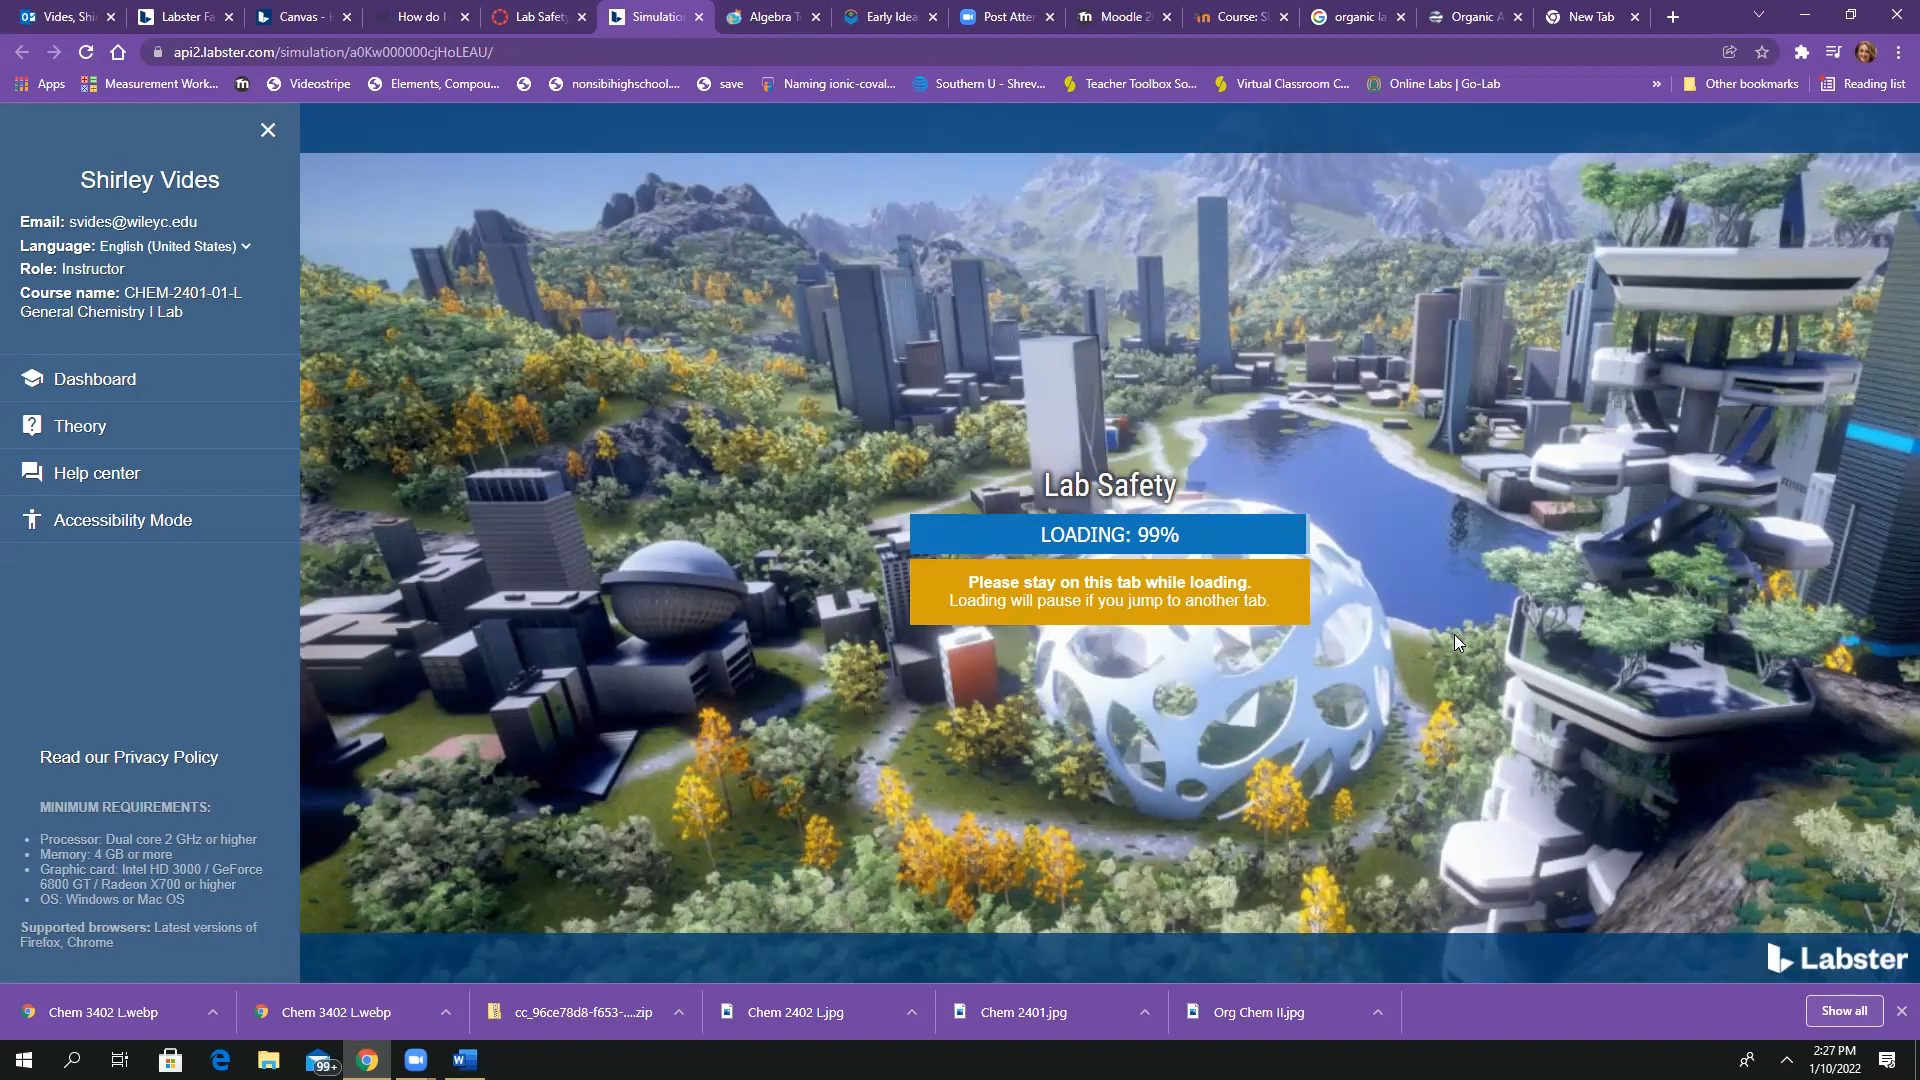 Vides, Shi
Labster Fa
Canvas - H
How do I
Lab Safety
Simulation
Algebra T
Early Idea
Post Atter
Moodle 2
Course: S
organic la
Organic A
New Tab
api2.labster.com/simulation/a0Kw000000cjHoLEAU/
Apps
Measurement Work...
Videostripe
Elements, Compou...
nonsibihighschool....
save
Naming ionic-coval...
Southern U - Shrev...
Teacher Toolbox So...
Virtual Classroom C...
Online Labs | Go-Lab
»
Other bookmarks
Reading list
Shirley Vides
Email: svides@wileyc.edu
Language: English (United States)
Role: Instructor
Course name: CHEM-2401-01-L
General Chemistry I Lab
Dashboard
Theory
Help center
Accessibility Mode
Lab Safety
LOADING: 99%
Please stay on this tab while loading.
Loading will pause if you jump to another tab.
Read our Privacy Policy
MINIMUM REQUIREMENTS:
• Processor: Dual core 2 GHz or higher
• Memory: 4 GB or more
• Graphic card: Intel HD 3000 / GeForce
6800 GT / Radeon X700 or higher
• OS: Windows or Mac OS
Supported browsers: Latest versions of
Firefox, Chrome
Labster
Chem 3402 L.webp
Chem 3402 L.webp
cc_96ce78d8-f653-....zip
Chem 2402 L.jpg
Chem 2401.jpg
Org Chem II.jpg
Show all
99+
2:27 PM
1/10/2022